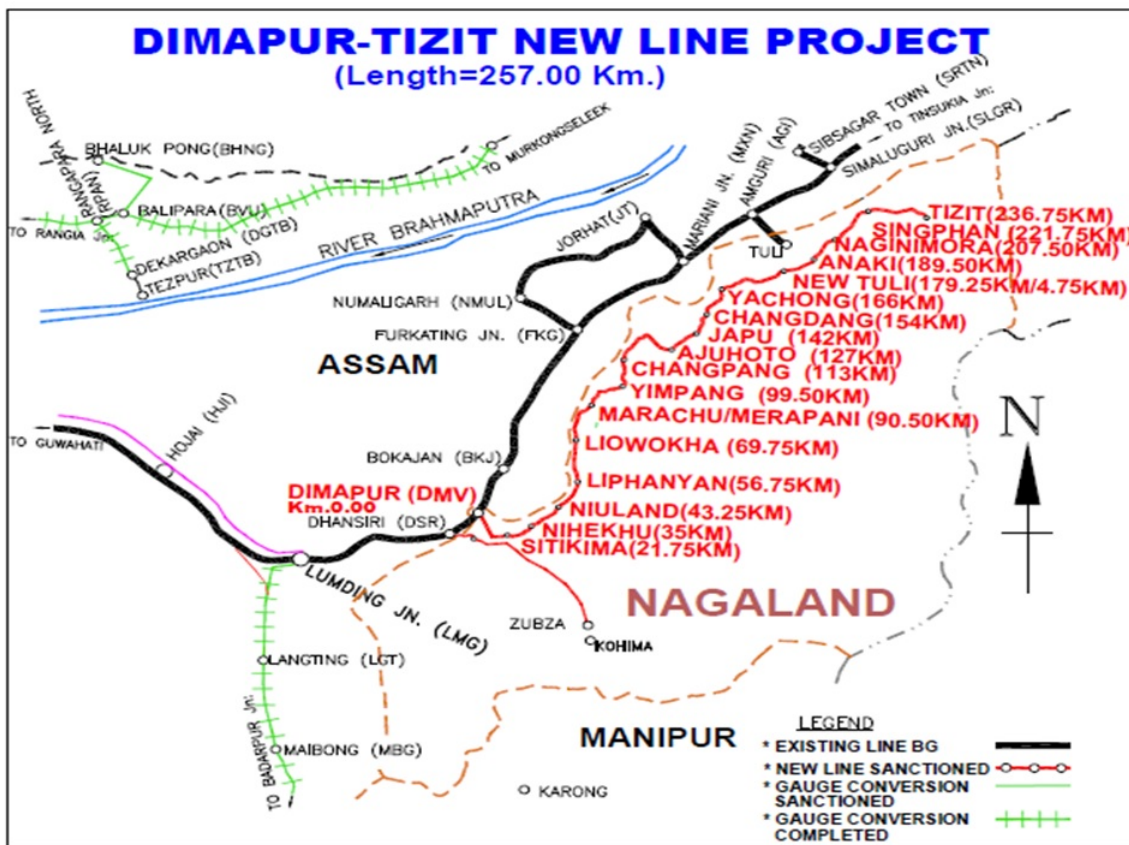 DIMAPUR-TIZIT NEW LINE PROJECT
(Length=257.00 Km.)
RANGAPARA NORTH
(RPAN)
BHALUK PONG(BHNG)
BALIPARA (BVU)
TO RANGIA Jn:
DEKARGAON (DGTB)
TEZPUR(TZTB)
TO
MURKONGSELEEK
RIVER BRAHMAPUTRA
SIBSAGAR TOWN (SRTN)
TO TINSUKIA Jn:
SIMALUGURI JN.(SLGR)
AMGURI (AGI)
MARIANI JN: (MXN)
JORHAT(JT)
TULI
NUMALIGARH (NMUL)
FURKATING JN. (FKG)
ASSAM
TIZIT(236.75KM)
SINGPHAN (221.75KM)
NAGINIMORA (207.50KM)
ANAKI(189.50KM)
NEW TULI(179.25KM/4.75KM)
YACHONG(166KM)
CHANGDANG(154KM)
JAPU (142KM)
AJUHOTO (127KM)
CHANGPANG (113KM)
YIMPANG (99.50KM)
MARACHU/MERAPANI (90.50KM)
LIOWOKHA (69.75KM)
LIPHANYAN(56.75KM)
NIULAND(43.25KM)
NIHEKHU(35KM)
SITIKIMA(21.75KM)
TO GUWAHATI
HOJAI (HJI)
BOKAJAN (BKJ)
DIMAPUR (DMV)
Km.0.00
DHANSIRI (DSR)
LUMDING JN. (LMG)
N
NAGALAND
ZUBZA
KOHIMA
LANGTING (LGT)
MAIBONG (MBG)
TO BADARPUR Jn:
MANIPUR
KARONG
LEGEND
* EXISTING LINE BG
* NEW LINE SANCTIONED
* GAUGE CONVERSION
SANCTIONED
* GAUGE CONVERSION
COMPLETED